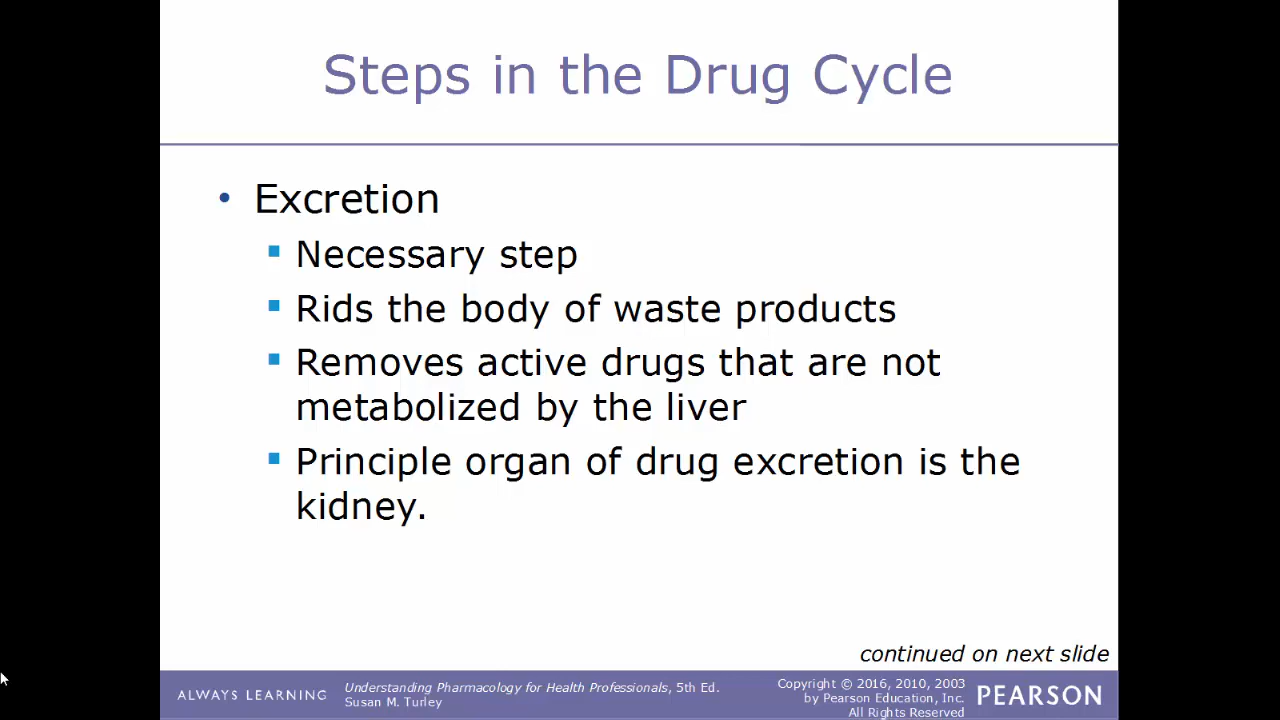 Steps in the Drug Cycle
• Excretion
▪ Necessary step
▪ Rids the body of waste products
▪ Removes active drugs that are not
metabolized by the liver
▪ Principle organ of drug excretion is the
kidney.
continued on next slide
ALWAYS LEARNING
Understanding Pharmacology for Health Professionals, 5th Ed.
Susan M. Turley
Copyright © 2016, 2010, 2003
by Pearson Education, Inc.
All Rights Reserved
PEARSON